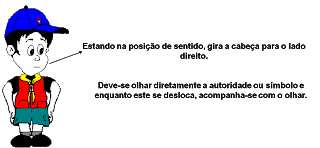 Estando na posição de sentido, gira a cabeça para o lado
direito.
Deve-se olhar diretamente a autoridade ou símbolo e
enquanto este se desloca, acompanha-se com o olhar.